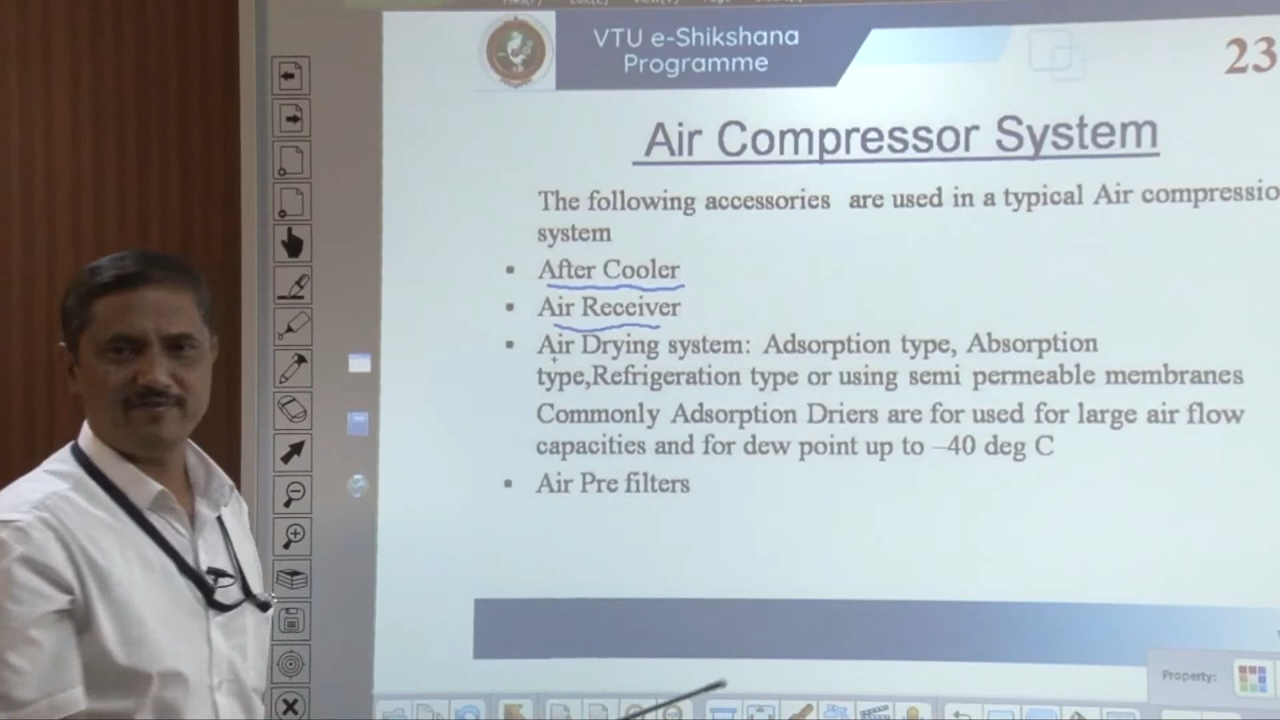 VTU e-Shikshana
Programme
23
Air Compressor System
The following accessories are used in a typical Air compressio
system
▪ After Cooler
▪ Air Receiver
▪ Air Drying system: Adsorption type, Absorption
type,Refrigeration type or using semi permeable membranes
Commonly Adsorption Driers are for used for large air flow
capacities and for dew point up to –40 deg C
▪ Air Pre filters
Property: